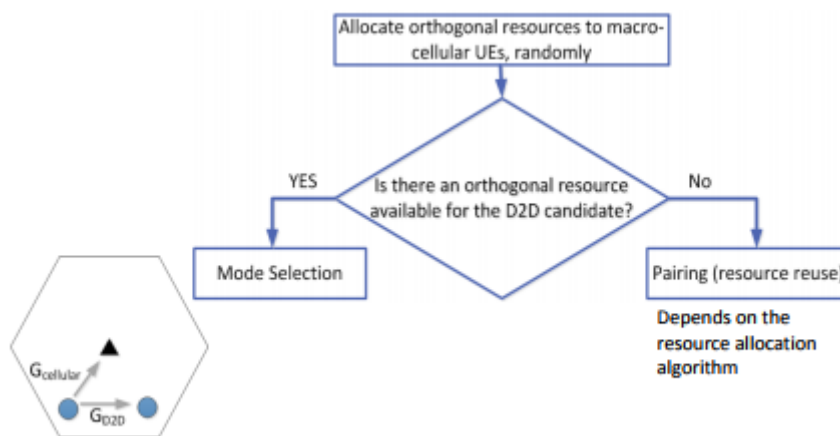 Allocate orthogonal resources to macro-
cellular UEs, randomly
YES
Is there an orthogonal resource
available for the D2D candidate?
No
Mode Selection
Pairing (resource reuse)
Depends on the
resource allocation
algorithm
Gcellular
GD2D